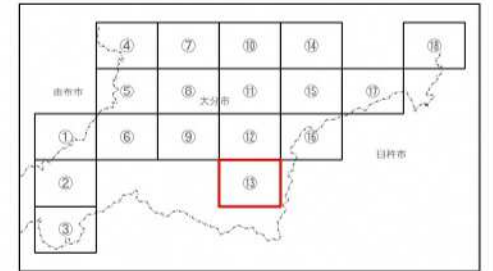 ④ ⑦ ⑩ ⑭ ⑱
由布市 ⑤ ⑧ 大分市 ⑪ ⑮ ⑰
① ⑥ ⑨ ⑫ ⑯
臼杵市
② ⑬
③